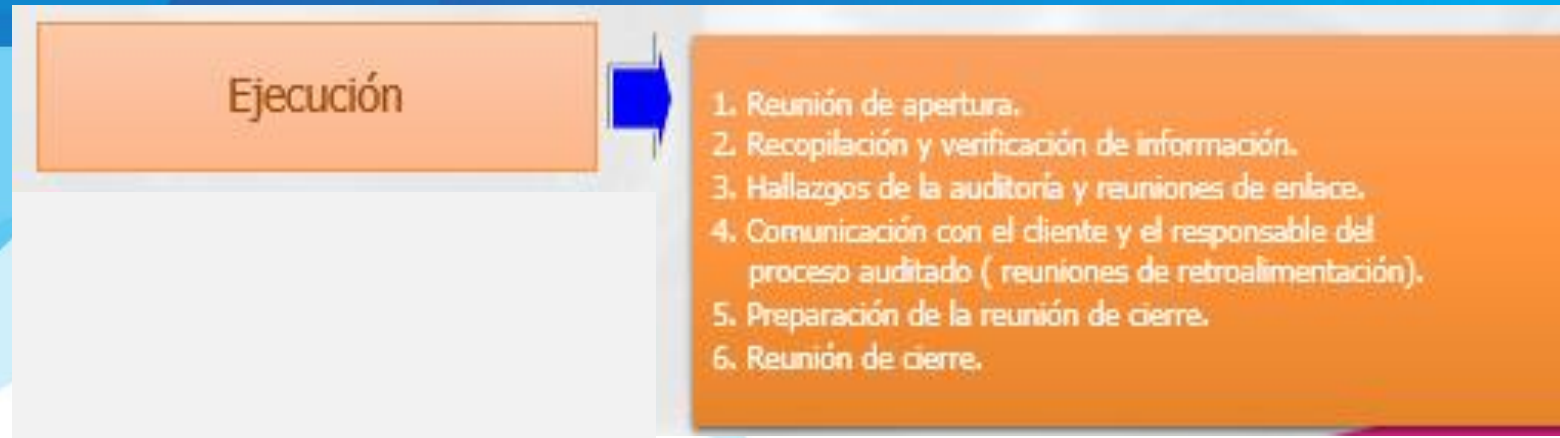 Ejecución
1. Reunión de apertura.
2. Recopilación y verificación de información.
3. Hallazgos de la auditoría y reuniones de enlace.
4. Comunicación con el cliente y el responsable del
proceso auditado ( reuniones de retroalimentación).
5. Preparación de la reunión de cierre.
6. Reunión de cierre.